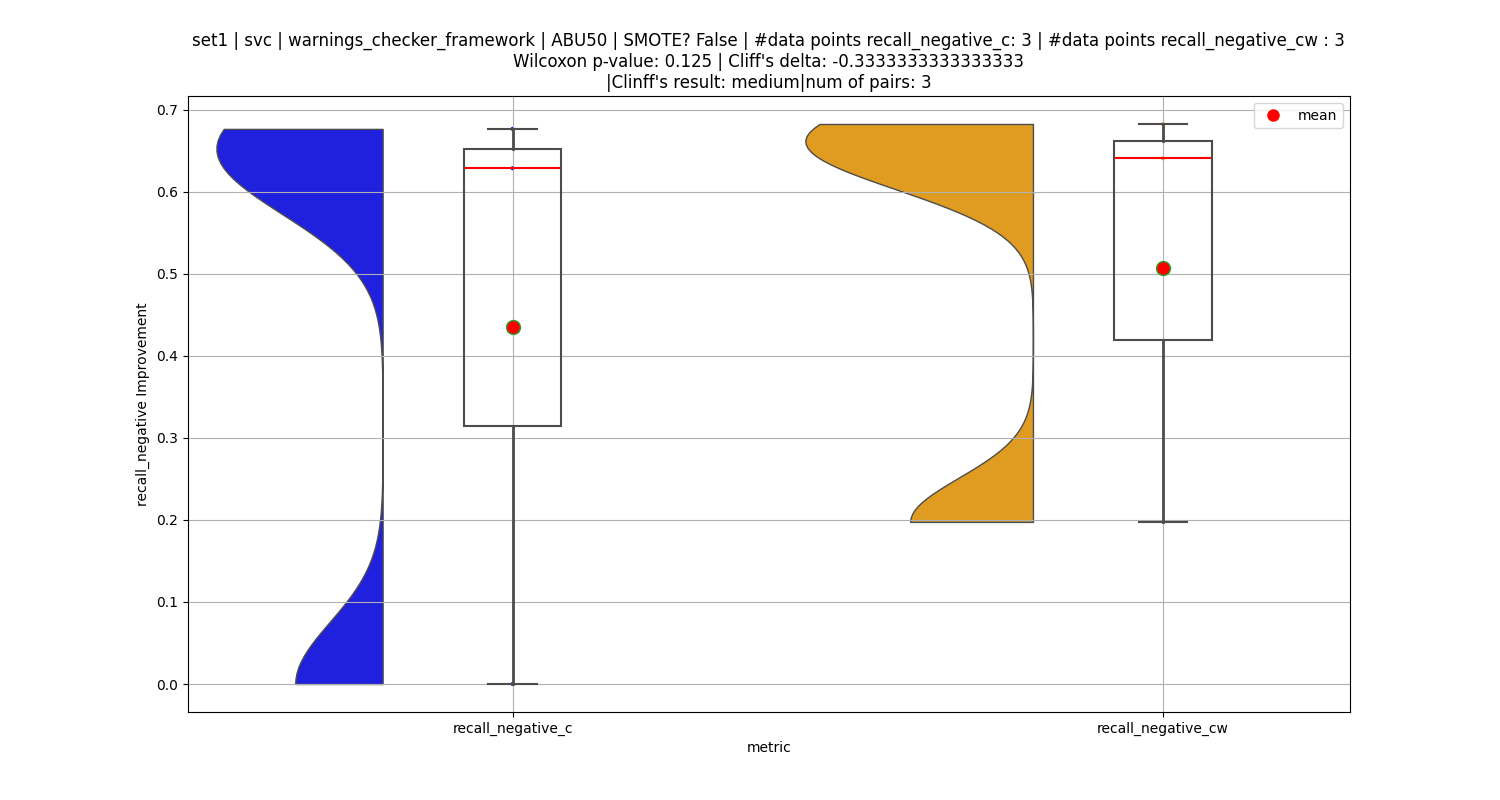 set1 | svc | warnings_checker_framework | ABU50 | SMOTE? False | #data points recall_negative_c: 3 | #data points recall_negative_cw : 3
Wilcoxon p-value: 0.125 | Cliff's delta: -0.3333333333333333
|Clinff's result: medium|num of pairs: 3
mean
0.7
0.6
0.5
0.4
0.3
0.2
0.1
0.0
recall_negative Improvement
recall_negative_c
recall_negative_cw
metric